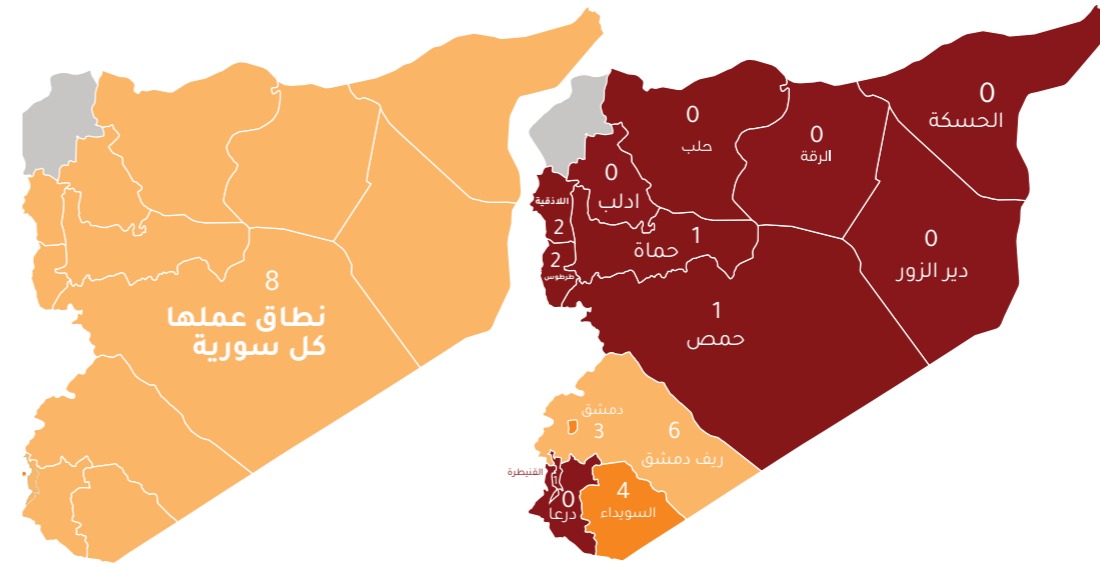 8
نطاق عملها
كل سورية
0
الحسكة
0
حلب
0
الرقة
0
ادلب
اللاذقية
2
2
طرطوس
1
حماة
0
دير الزور
1
حمص
دمشق
3
6
ريف دمشق
القنيطرة
1
0
درعا
4
السويداء